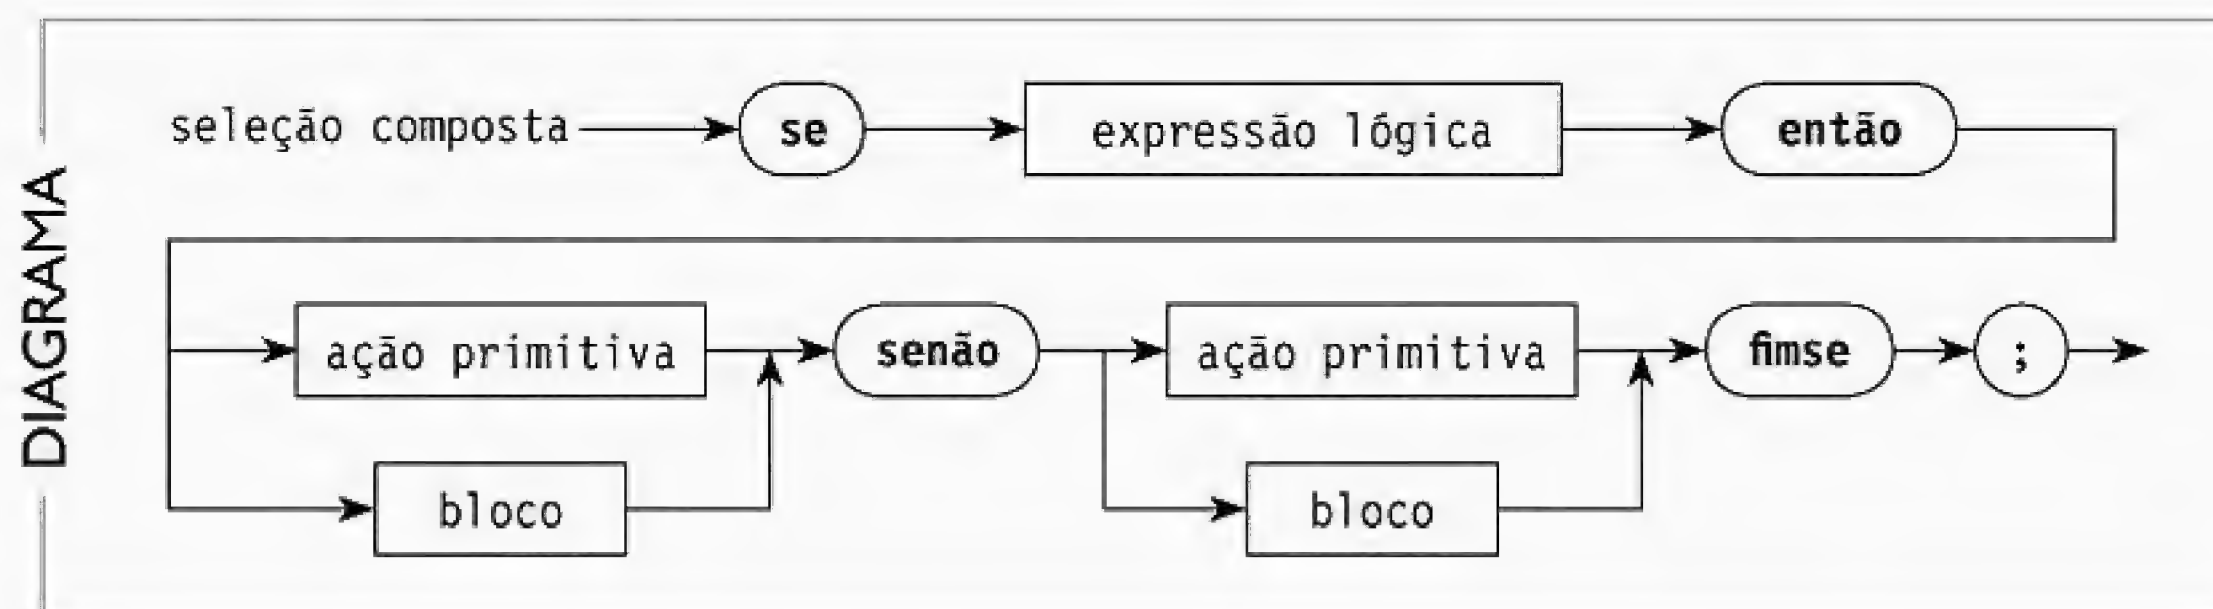 DIAGRAMA
seleção composta se expressão lógica então
ação primitiva senão ação primitiva fimse ;
bloco bloco